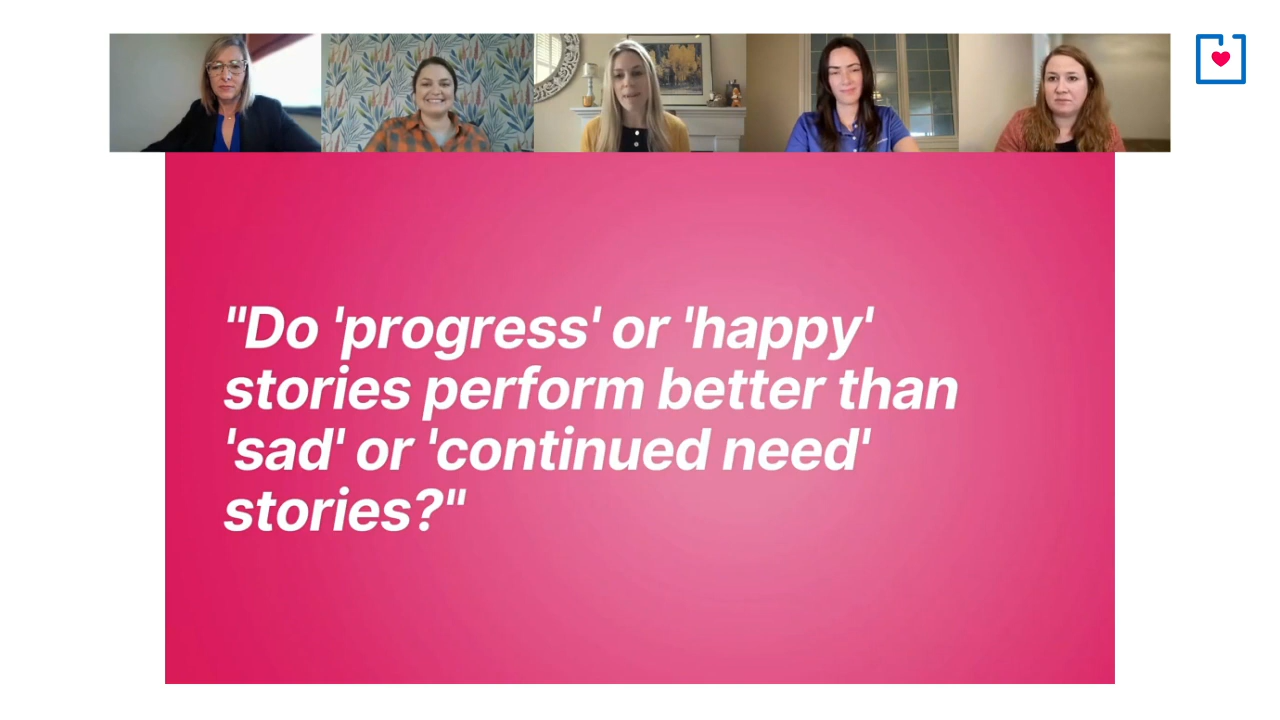 "Do 'progress' or 'happy'
stories perform better than
'sad' or 'continued need'
stories?"